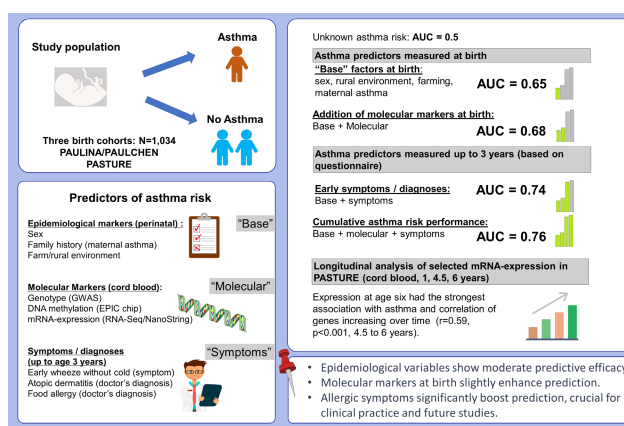 Study population
Asthma
No Asthma
Three birth cohorts: N=1,034
PAULINA/PAULCHEN
PASTURE
Predictors of asthma risk
Epidemiological markers (perinatal) :
Sex
Family history (maternal asthma)
Farm/rural environment
"Base"
Molecular Markers (cord blood):
Genotype (GWAS)
DNA methylation (EPIC chip)
mRNA-expression (RNA-Seq/NanoString)
"Molecular"
Symptoms / diagnoses
(up to age 3 years)
Early wheeze without cold (symptom)
Atopic dermatitis (doctor's diagnosis)
Food allergy (doctor's diagnosis)
"Symptoms"
Unknown asthma risk: AUC = 0.5
Asthma predictors measured at birth
"Base" factors at birth:
sex, rural environment, farming,
maternal asthma
AUC = 0.65
Addition of molecular markers at birth:
Base + Molecular
AUC = 0.68
Asthma predictors measured up to 3 years (based on
questionnaire)
Early symptoms / diagnoses:
Base + symptoms
AUC = 0.74
Cumulative asthma risk performance:
Base + molecular + symptoms
AUC = 0.76
Longitudinal analysis of selected mRNA-expression in
PASTURE (cord blood, 1, 4.5, 6 years)
Expression at age six had the strongest
association with asthma and correlation of
genes increasing over time (r=0.59,
p<0.001, 4.5 to 6 years).
• Epidemiological variables show moderate predictive efficacy
• Molecular markers at birth slightly enhance prediction.
• Allergic symptoms significantly boost prediction, crucial for
clinical practice and future studies.